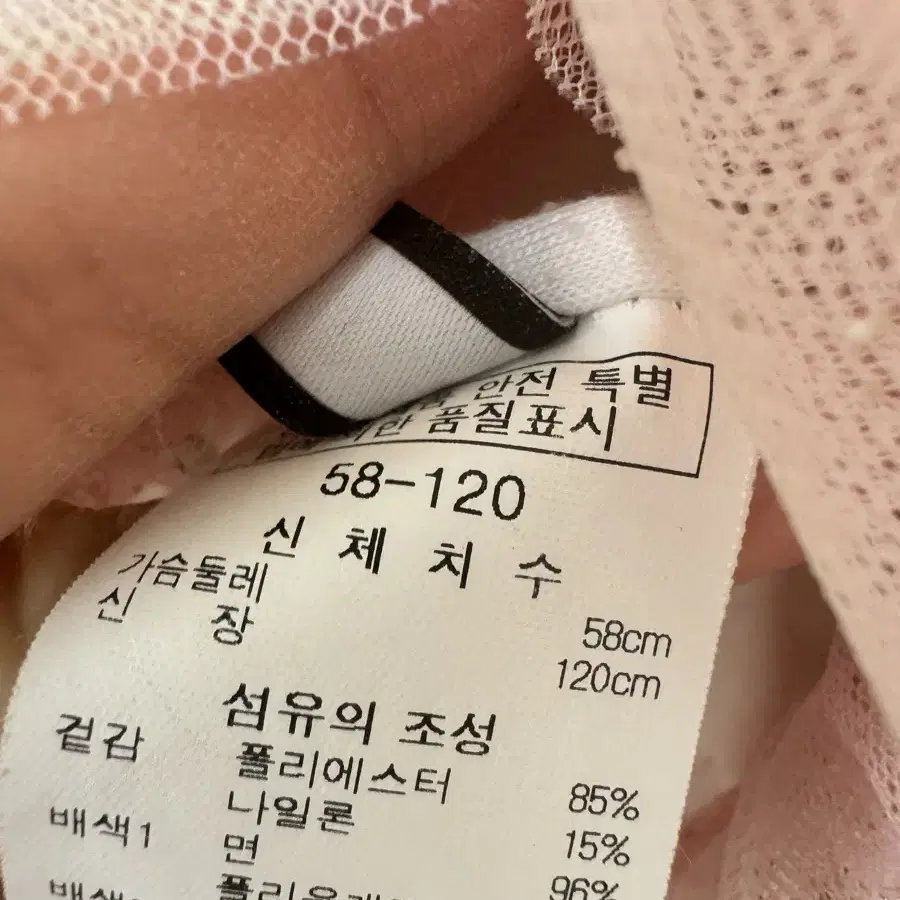 안전 특별
품질표시
58-120
신 체 치 수
가슴둘레 58cm
신 장 120cm
섬유의 조성
겉감 폴리에스터 85%
나일론 15%
배색1 면 96%